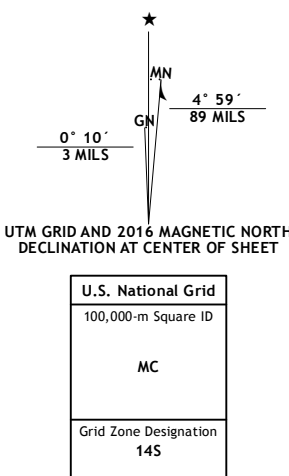 ★
MN
4° 59´
89 MILS
GN
0° 10´
3 MILS
UTM GRID AND 2016 MAGNETIC NORTH
DECLINATION AT CENTER OF SHEET
U.S. National Grid
100,000-m Square ID
MC
Grid Zone Designation
14S